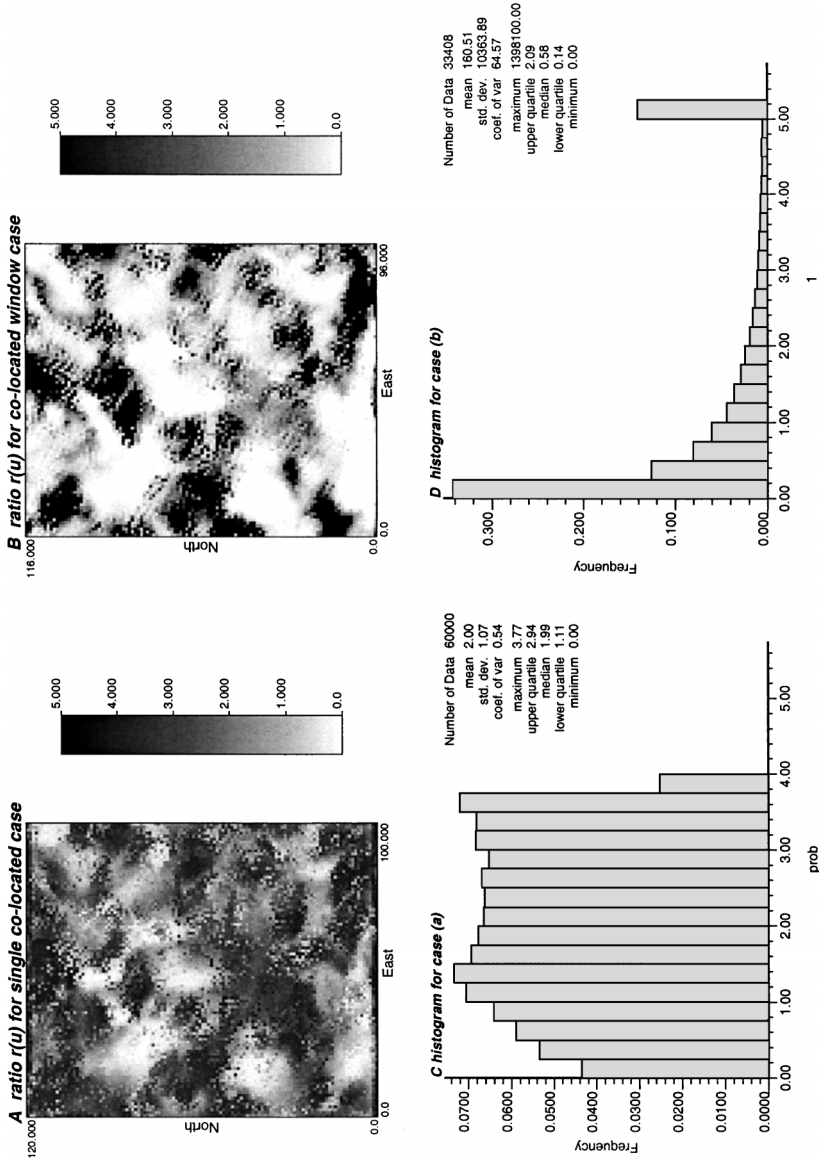 A ratio r(u) for single co-located case
120.000
North
0.0
0.0
East
100.000
5.000
4.000
3.000
2.000
1.000
0.0
B ratio r(u) for co-located window case
116.000
North
0.0
0.0
East
96.000
5.000
4.000
3.000
2.000
1.000
0.0
C histogram for case (a)
Frequency
0.0700
0.0600
0.0500
0.0400
0.0300
0.0200
0.0100
0.0000
0.00
1.00
2.00
3.00
4.00
5.00
prob
Number of Data 60000
mean 2.00
std. dev. 1.07
coef. of var 0.54
maximum 3.77
upper quartile 2.94
median 1.99
lower quartile 1.11
minimum 0.00
D histogram for case (b)
Frequency
0.300
0.200
0.100
0.000
0.00
1.00
2.00
3.00
4.00
5.00
1
Number of Data 33408
mean 160.51
std. dev. 10363.89
coef. of var 64.57
maximum 1398100.00
upper quartile 2.09
median 0.58
lower quartile 0.14
minimum 0.00